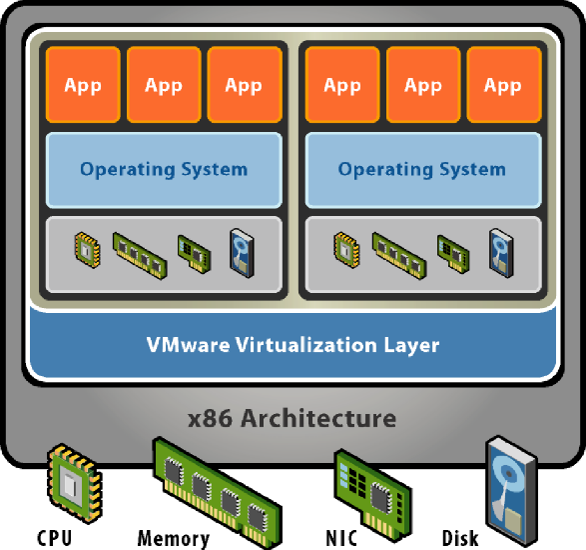 App App App App App App
Operating System Operating System
VMware Virtualization Layer
x86 Architecture
CPU Memory NIC Disk